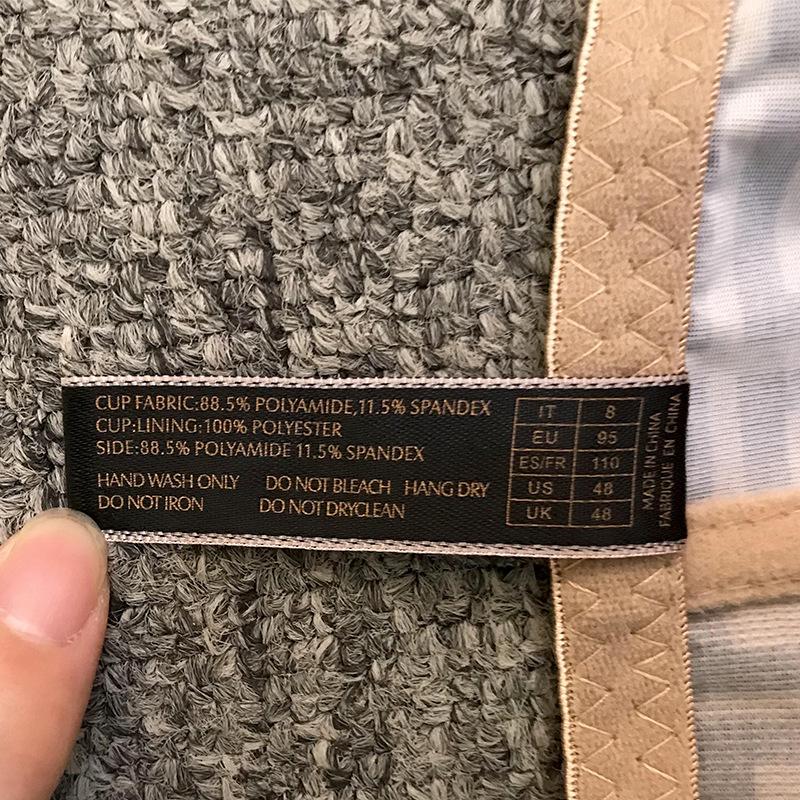 CUP FABRIC:88.5% POLYAMIDE,11.5% SPANDEX
CUP:LINING:100% POLYESTER
SIDE:88.5% POLYAMIDE 11.5% SPANDEX
HAND WASH ONLY DO NOT BLEACH HANG DRY
DO NOT IRON DO NOT DRYCLEAN
IT 8
EU 95
ES/FR 110
US 48
UK 48
MADE IN CHINA
FABRIQUE EN CHINA